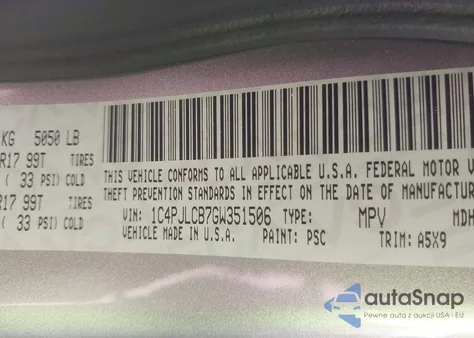 KG 5050 LB
R17 99T TIRES
( 33 PSI) COLD
R17 99T TIRES
( 33 PSI) COLD
THIS VEHICLE CONFORMS TO ALL APPLICABLE U.S.A. FEDERAL MOTOR
THEFT PREVENTION STANDARDS IN EFFECT ON THE DATE OF MANUFACTUR
VIN: 1C4PJLCB7GW351506 TYPE: MPV MDH
VEHICLE MADE IN U.S.A. PAINT: PSC TRIM: A5X9
autoSnap
Pewne auta z aukcji USA - EU